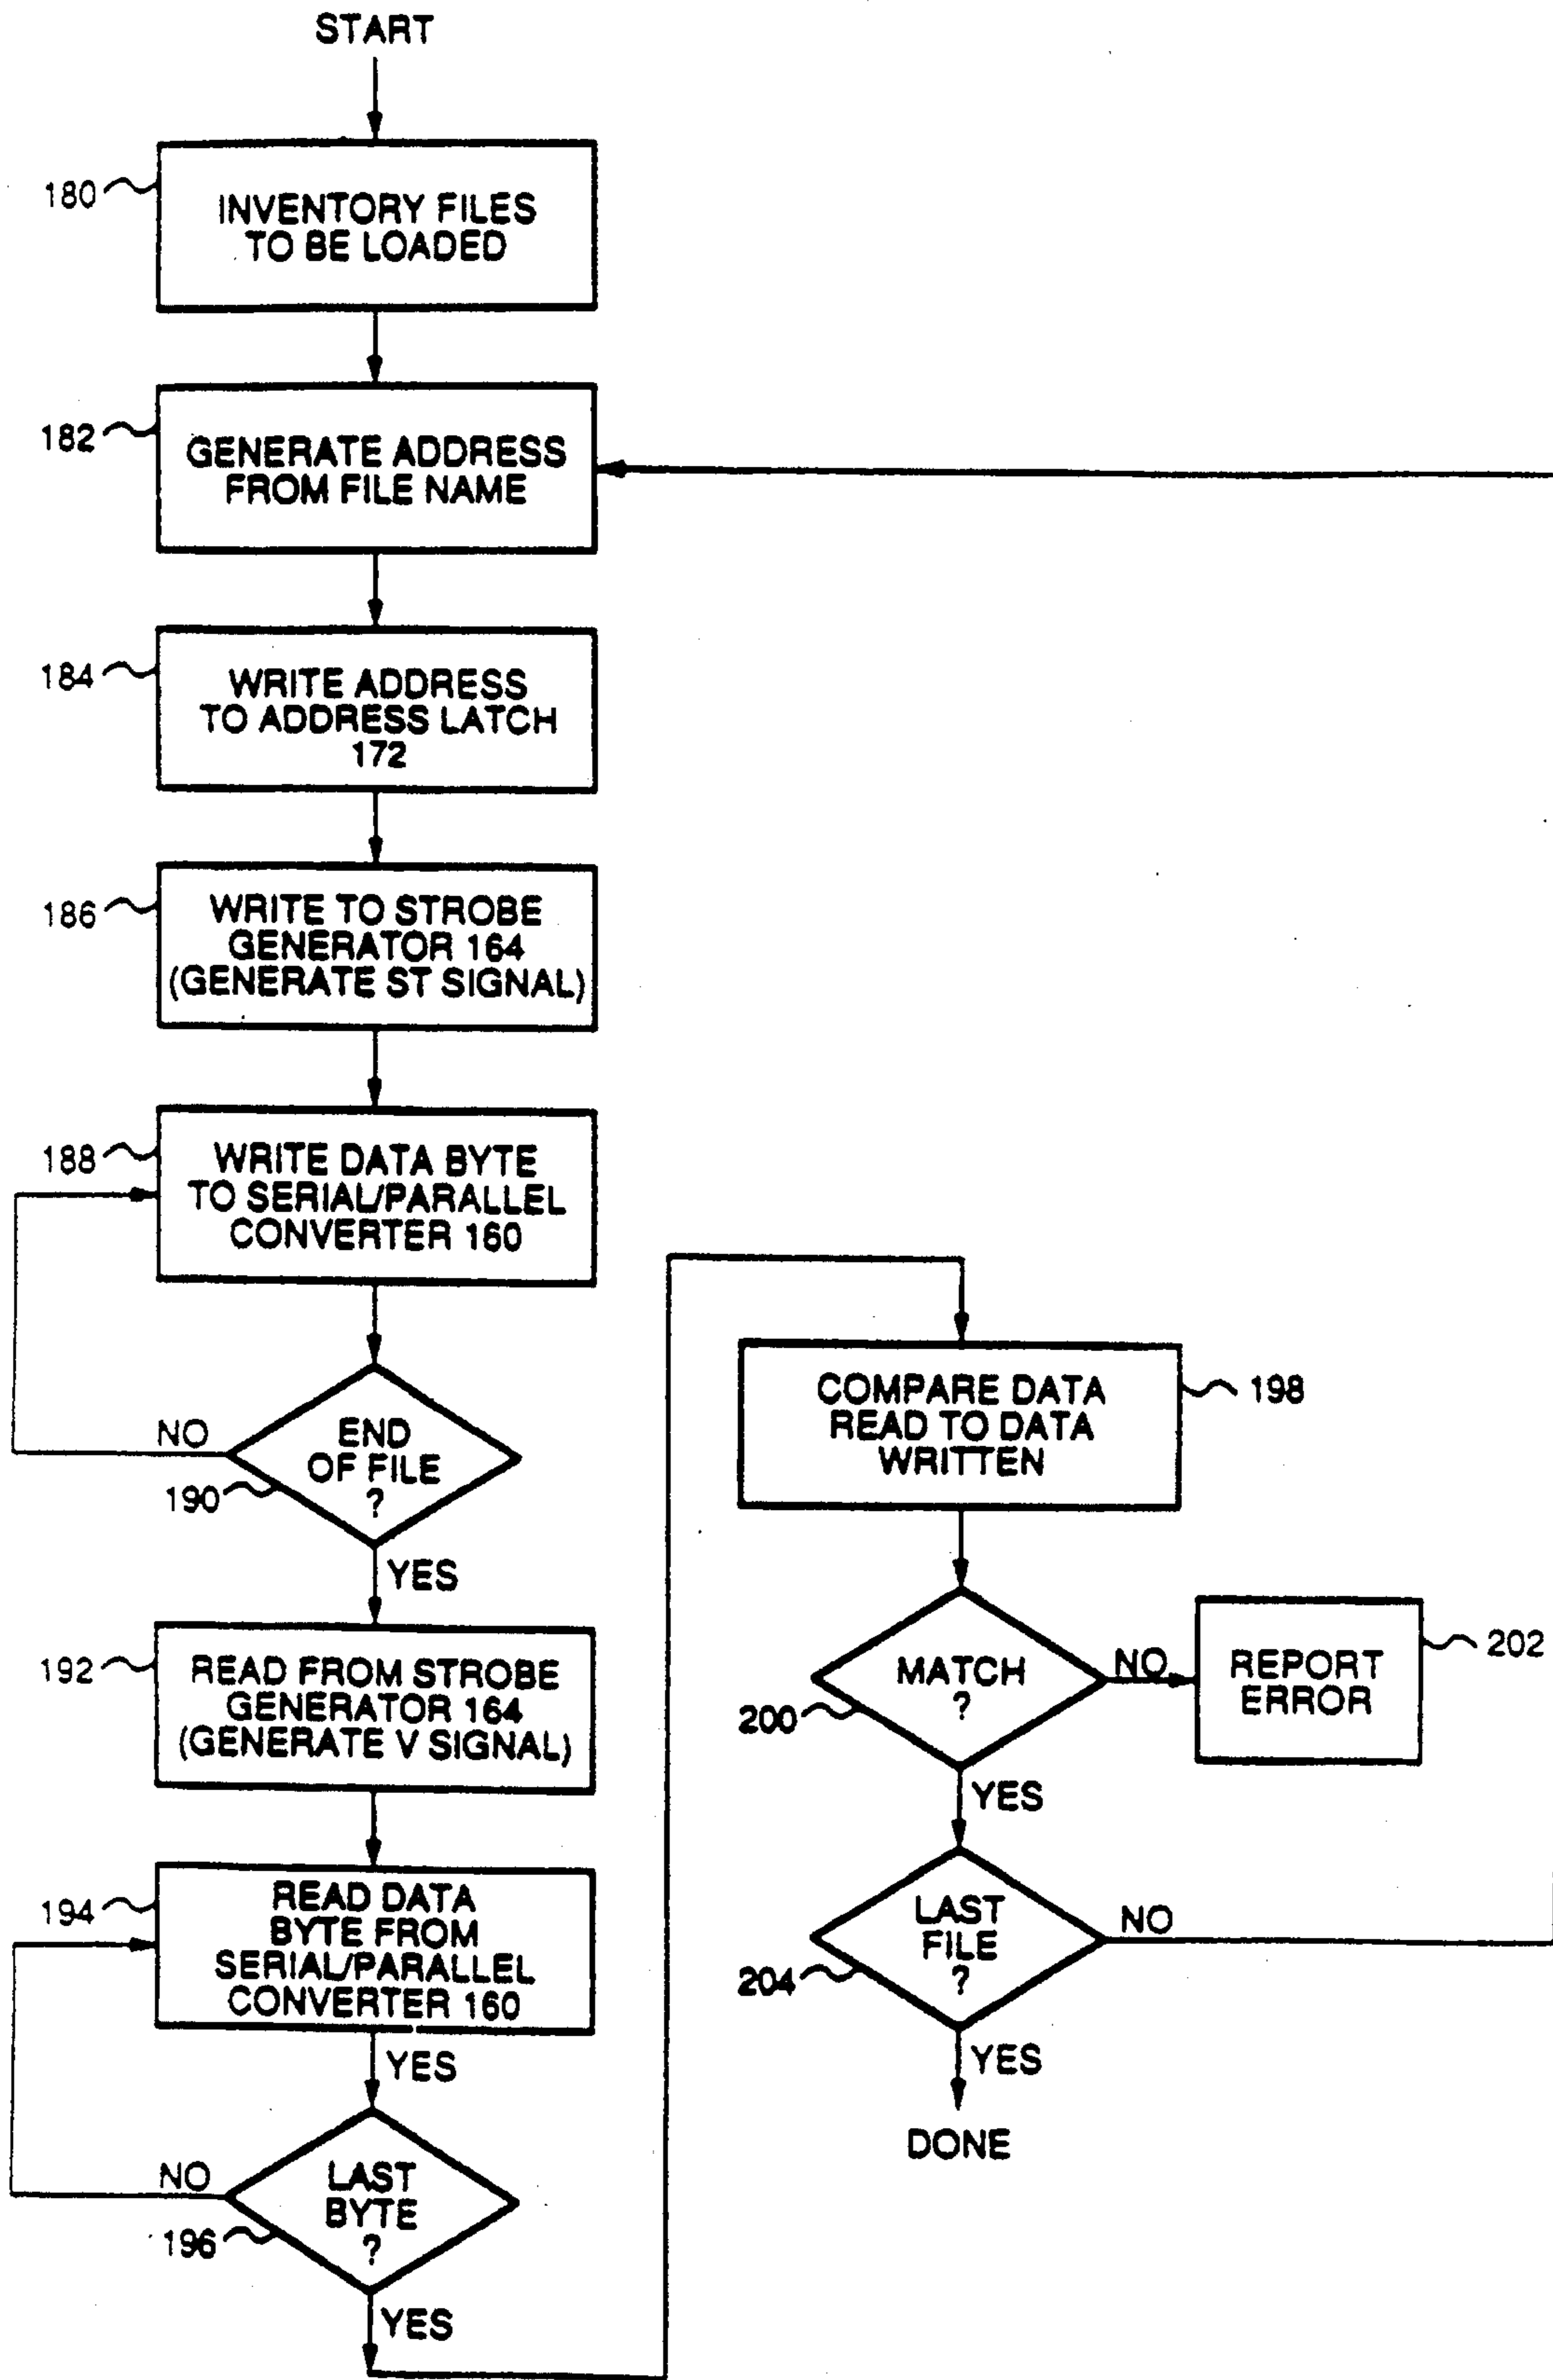 START
180
INVENTORY FILES
TO BE LOADED
182
GENERATE ADDRESS
FROM FILE NAME
184
WRITE ADDRESS
TO ADDRESS LATCH
172
186
WRITE TO STROBE
GENERATOR 164
(GENERATE ST SIGNAL)
188
WRITE DATA BYTE
TO SERIAL/PARALLEL
CONVERTER 160
NO
END
OF FILE
?
190
YES
192
READ FROM STROBE
GENERATOR 164
(GENERATE V SIGNAL)
194
READ DATA
BYTE FROM
SERIAL/PARALLEL
CONVERTER 160
YES
NO
LAST
BYTE
?
196
YES
COMPARE DATA
READ TO DATA
WRITTEN
198
MATCH
?
200
NO
REPORT
ERROR
202
YES
LAST
FILE
?
204
NO
YES
DONE